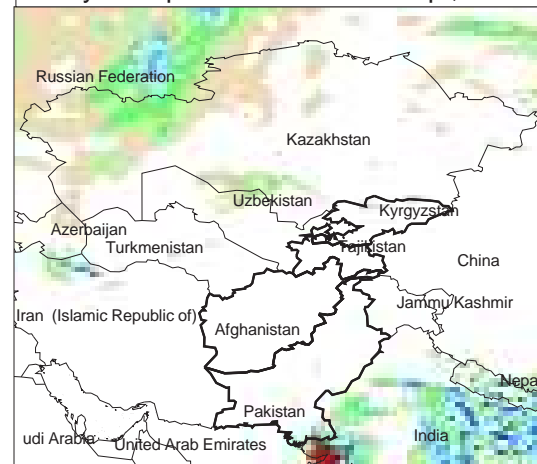 Russian Federation
Kazakhstan
Uzbekistan
Kyrgyzstan
Azerbaijan
Turkmenistan
Tajikistan
China
Jammu/Kashmir
Iran (Islamic Republic of)
Afghanistan
Nepa
Pakistan
udi Arabia
United Arab Emirates
India